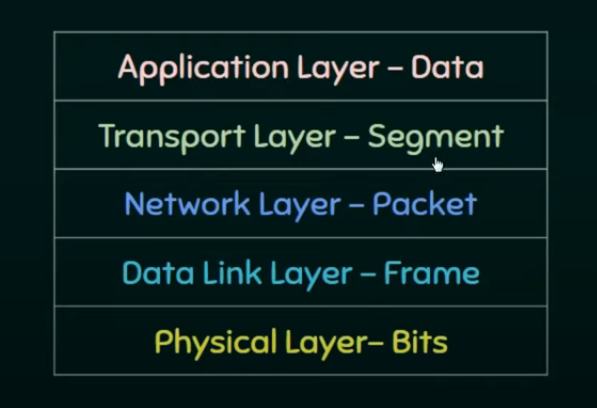 Application Layer – Data
Transport Layer – Segment
Network Layer – Packet
Data Link Layer – Frame
Physical Layer– Bits